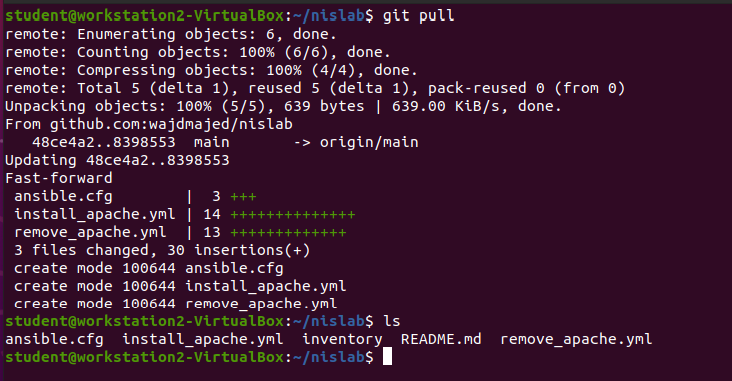 student@workstation2-VirtualBox:~/nislab$ git pull
remote: Enumerating objects: 6, done.
remote: Counting objects: 100% (6/6), done.
remote: Compressing objects: 100% (4/4), done.
remote: Total 5 (delta 1), reused 5 (delta 1), pack-reused 0 (from 0)
Unpacking objects: 100% (5/5), 639 bytes | 639.00 KiB/s, done.
From github.com:wajdmajed/nislab
   48ce4a2..8398553  main       -> origin/main
Updating 48ce4a2..8398553
Fast-forward
 ansible.cfg        |  3 +++
 install_apache.yml | 14 ++++++++++++++
 remove_apache.yml  | 13 +++++++++++++
 3 files changed, 30 insertions(+)
 create mode 100644 ansible.cfg
 create mode 100644 install_apache.yml
 create mode 100644 remove_apache.yml
student@workstation2-VirtualBox:~/nislab$ ls
ansible.cfg  install_apache.yml  inventory  README.md  remove_apache.yml
student@workstation2-VirtualBox:~/nislab$